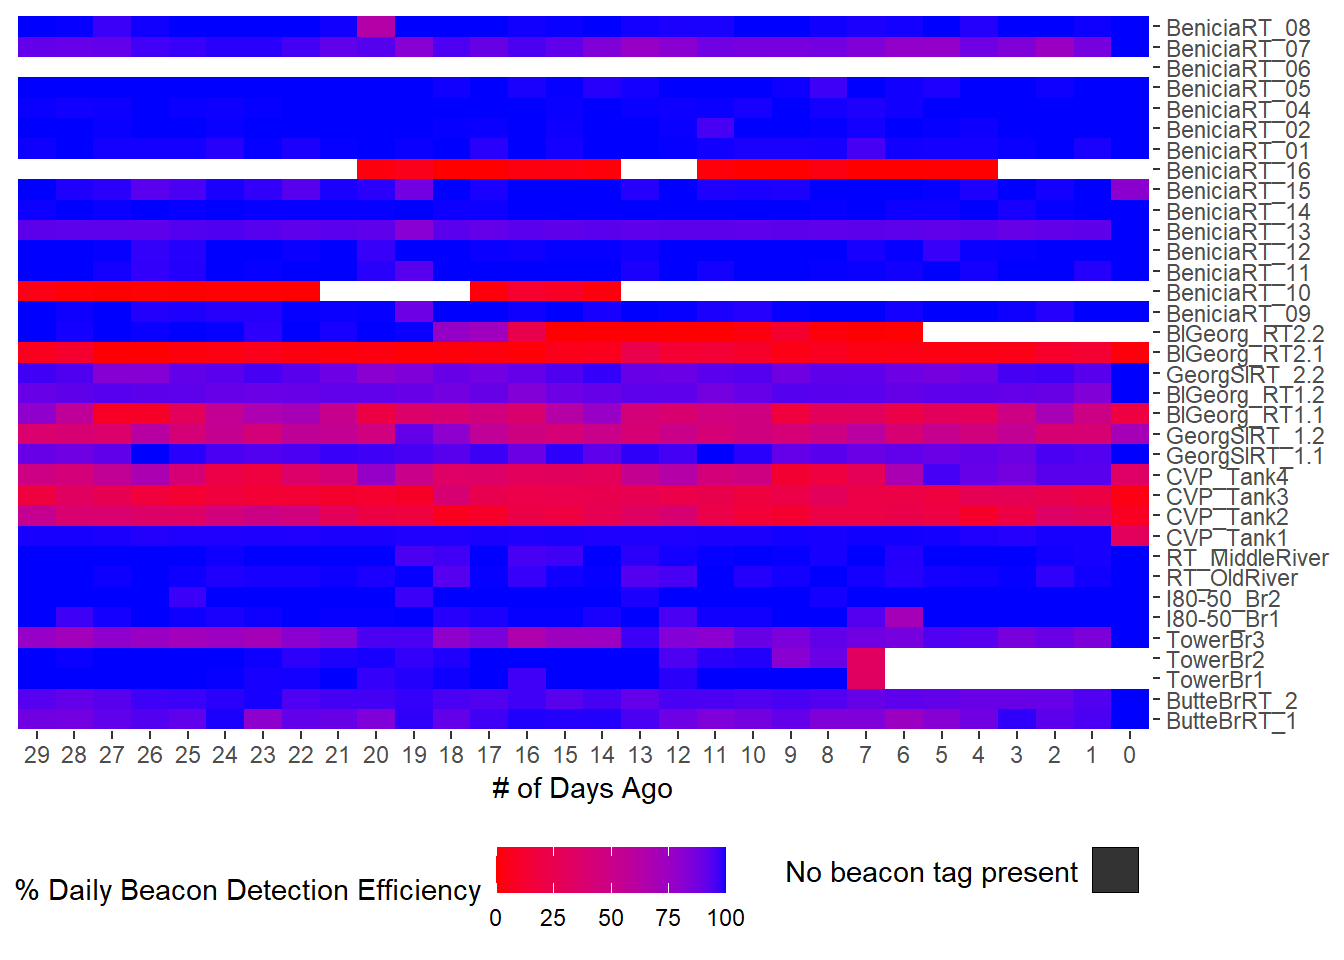 BeniciaRT_08
BeniciaRT_07
BeniciaRT_06
BeniciaRT_05
BeniciaRT_04
BeniciaRT_02
BeniciaRT_01
BeniciaRT_16
BeniciaRT_15
BeniciaRT_14
BeniciaRT_13
BeniciaRT_12
BeniciaRT_11
BeniciaRT_10
BeniciaRT_09
BlGeorg_RT2.2
BlGeorg_RT2.1
GeorgSlRT_2.2
BlGeorg_RT1.2
BlGeorg_RT1.1
GeorgSlRT_1.2
GeorgSlRT_1.1
CVP_Tank4
CVP_Tank3
CVP_Tank2
CVP_Tank1
RT_MiddleRiver
RT_OldRiver
I80-50_Br2
I80-50_Br1
TowerBr3
TowerBr2
TowerBr1
ButteBrRT_2
ButteBrRT_1
29 28 27 26 25 24 23 22 21 20 19 18 17 16 15 14 13 12 11 10 9 8 7 6 5 4 3 2 1 0
# of Days Ago
% Daily Beacon Detection Efficiency
0 25 50 75 100
No beacon tag present